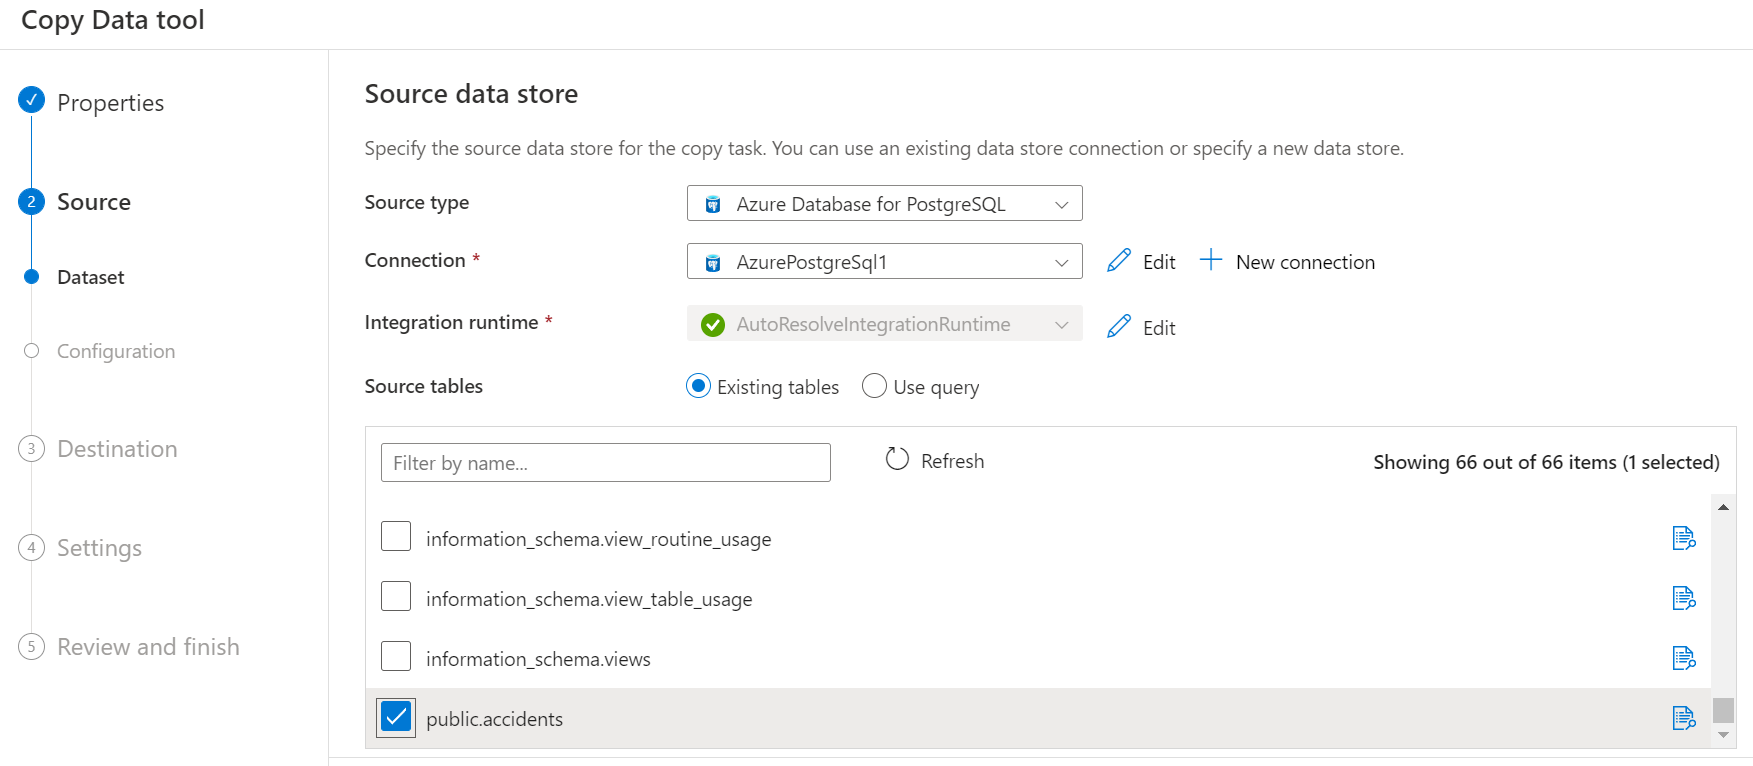 Copy Data tool
Properties
2 Source
Dataset
Configuration
3 Destination
4 Settings
5 Review and finish
Source data store
Specify the source data store for the copy task. You can use an existing data store connection or specify a new data store.
Source type Azure Database for PostgreSQL
Connection * AzurePostgreSql1 Edit New connection
Integration runtime * AutoResolveIntegrationRuntime Edit
Source tables Existing tables Use query
Filter by name... Refresh Showing 66 out of 66 items (1 selected)
information_schema.view_routine_usage
information_schema.view_table_usage
information_schema.views
public.accidents